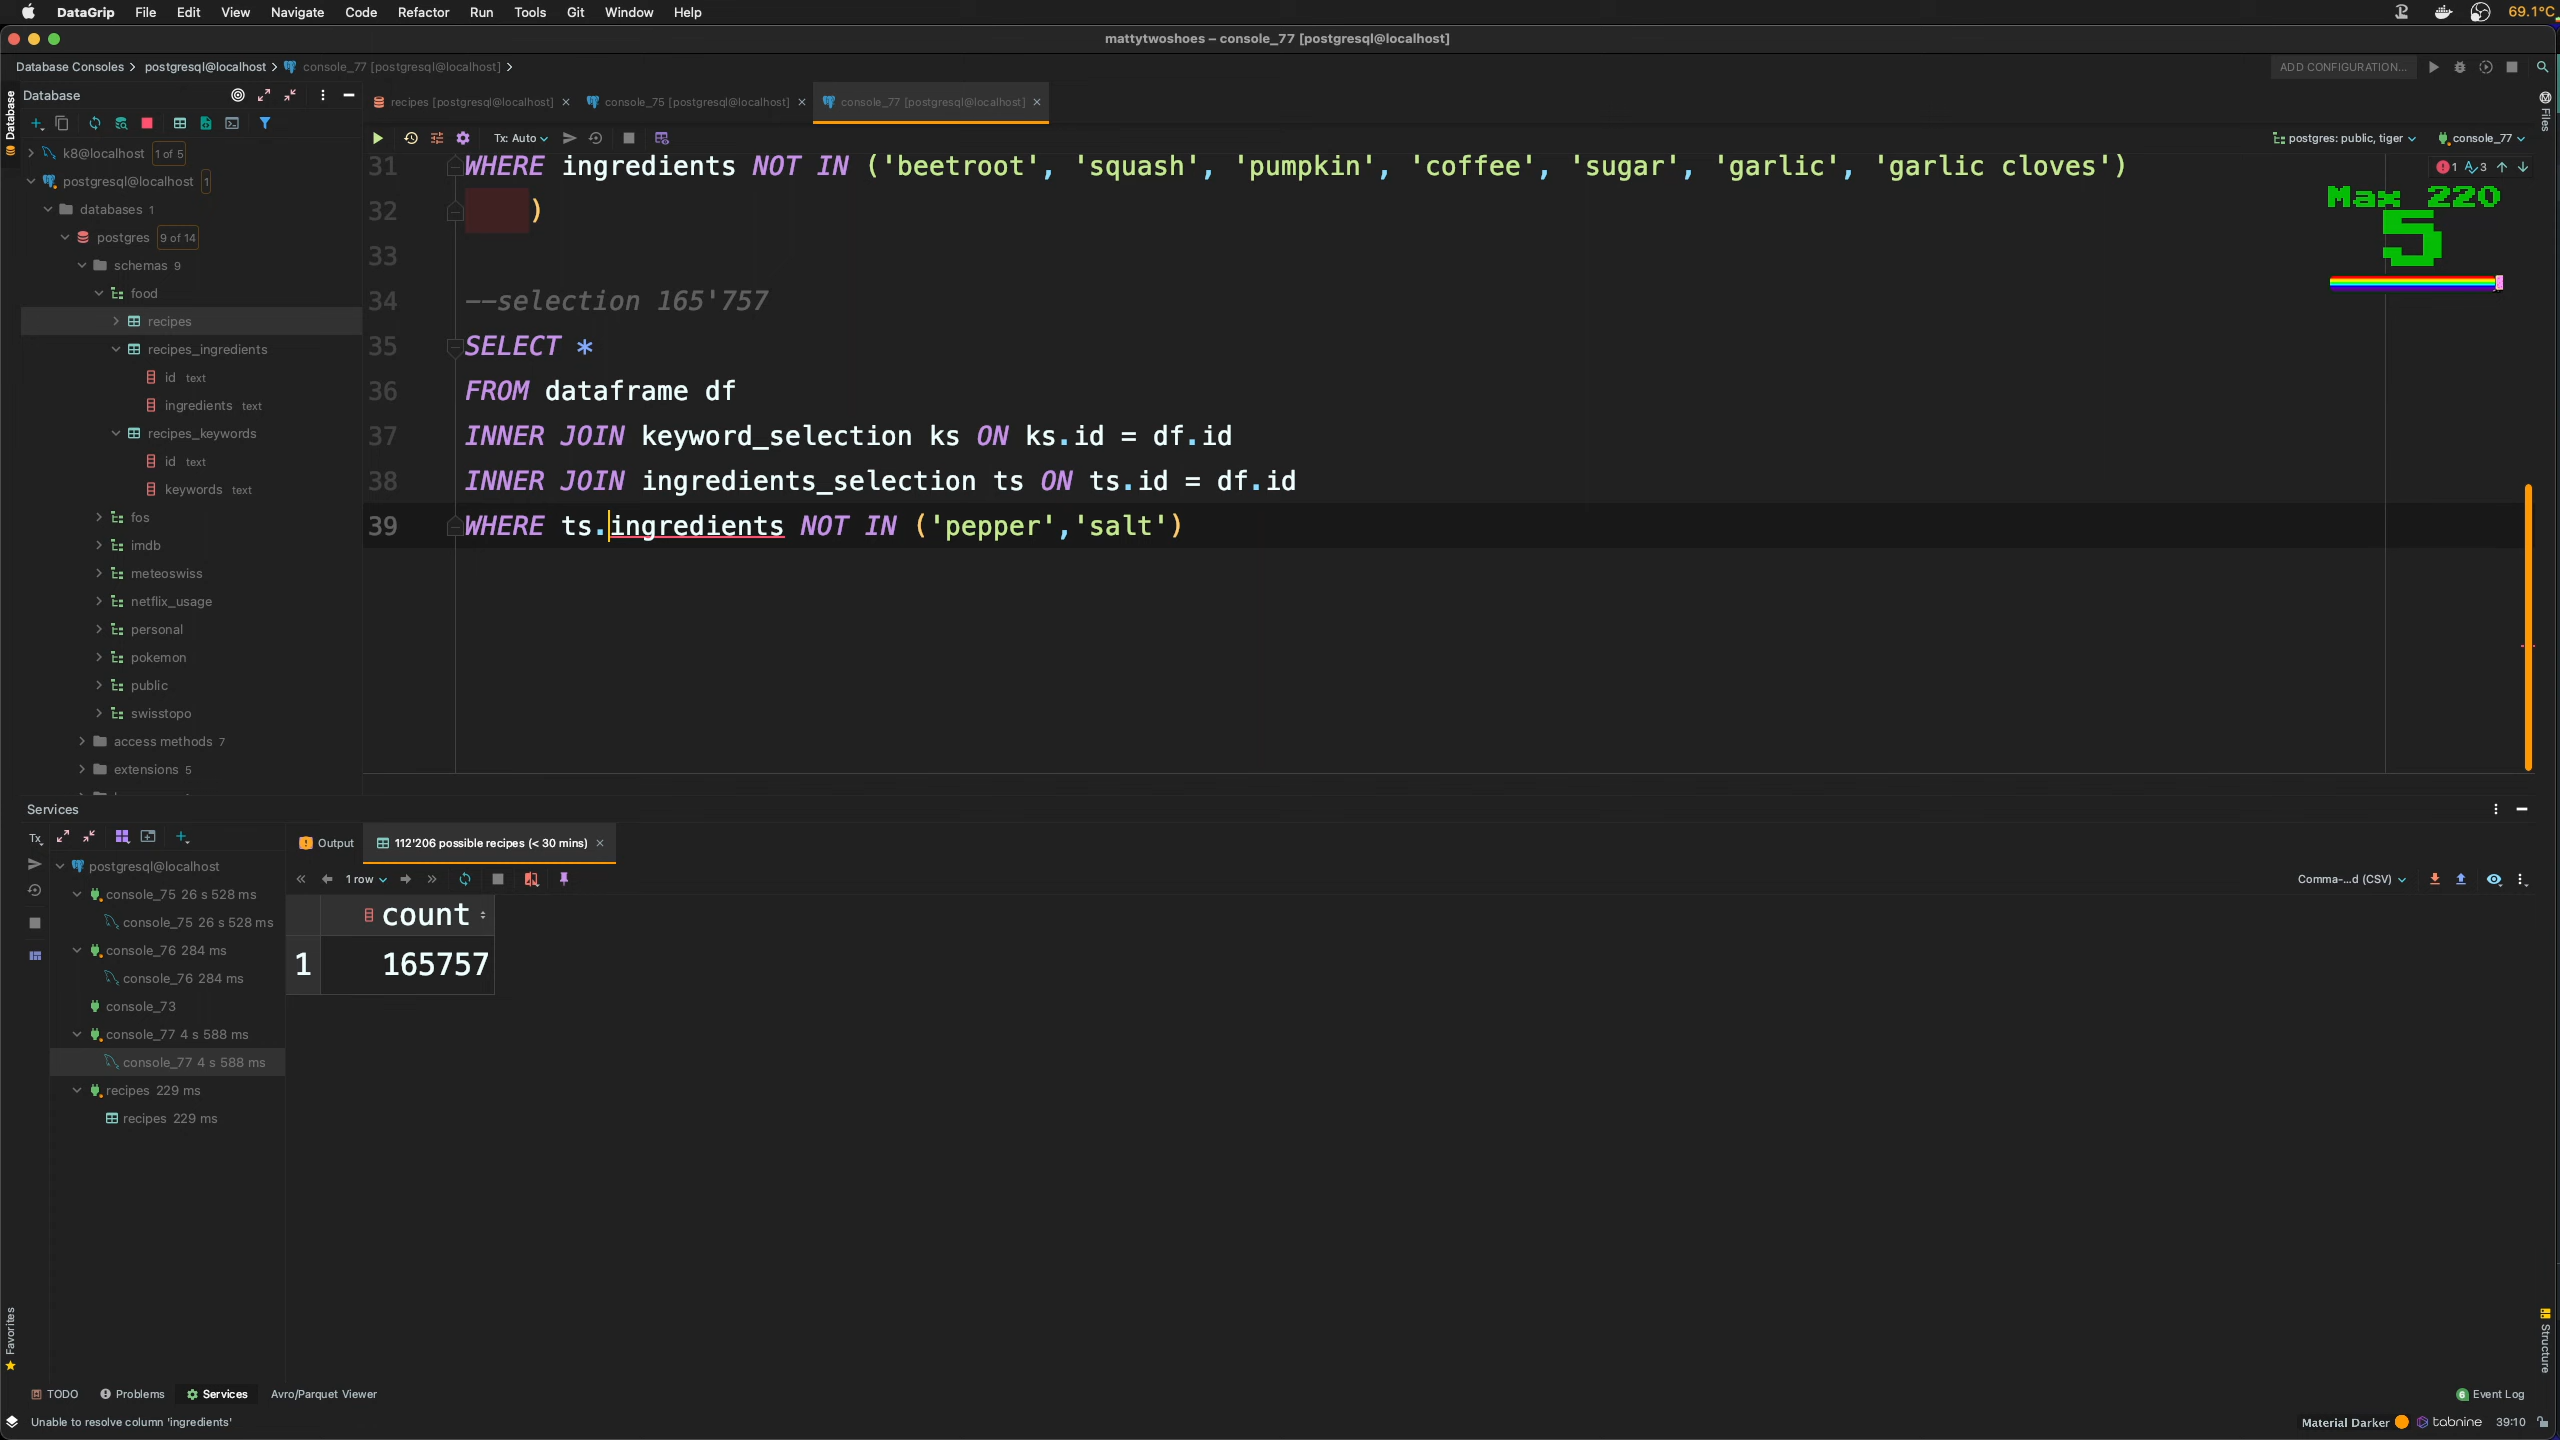 DataGrip File Edit View Navigate Code Refactor Run Tools Git Window Help 69.1°C
mattytwoshoes – console_77 [postgresql@localhost]
Database Consoles postgresql@localhost console_77 [postgresql@localhost] ADD CONFIGURATION...
Database
Database
Files
recipes [postgresql@localhost] console_75 [postgresql@localhost] console_77 [postgresql@localhost]
Tx: Auto postgres: public, tiger console_77
k8@localhost 1 of 5
postgresql@localhost 1
databases 1
postgres 9 of 14
schemas 9
food
recipes
recipes_ingredients
id text
ingredients text
recipes_keywords
id text
keywords text
fos
imdb
meteoswiss
netflix_usage
personal
pokemon
public
swisstopo
access methods 7
extensions 5
31 WHERE ingredients NOT IN ('beetroot', 'squash', 'pumpkin', 'coffee', 'sugar', 'garlic', 'garlic cloves')
32 )
33
34 --selection 165'757
35 SELECT *
36 FROM dataframe df
37 INNER JOIN keyword_selection ks ON ks.id = df.id
38 INNER JOIN ingredients_selection ts ON ts.id = df.id
39 WHERE ts.ingredients NOT IN ('pepper','salt')
1 3
Max 220
5
Services
Tx
postgresql@localhost
console_75 26 s 528 ms
console_75 26 s 528 ms
console_76 284 ms
console_76 284 ms
console_73
console_77 4 s 588 ms
console_77 4 s 588 ms
recipes 229 ms
recipes 229 ms
Output 112'206 possible recipes (< 30 mins)
1 row Comma-...d (CSV)
count
1 165757
Favorites
Structure
TODO Problems Services Avro/Parquet Viewer 6 Event Log
Unable to resolve column 'ingredients' Material Darker tabnine 39:10